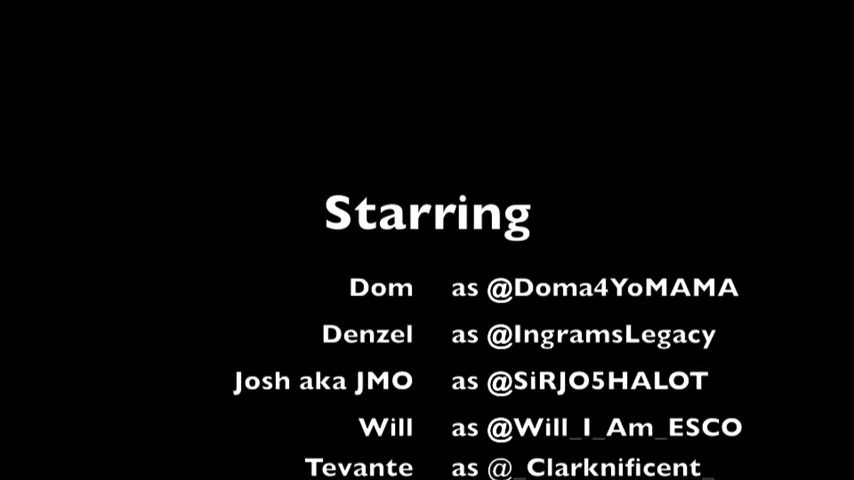 Starring
Dom as @Doma4YoMAMA
Denzel as @IngramsLegacy
Josh aka JMO as @SiRJO5HALOT
Will as @Will_I_Am_ESCO
Tevante as @_Clarknificent_